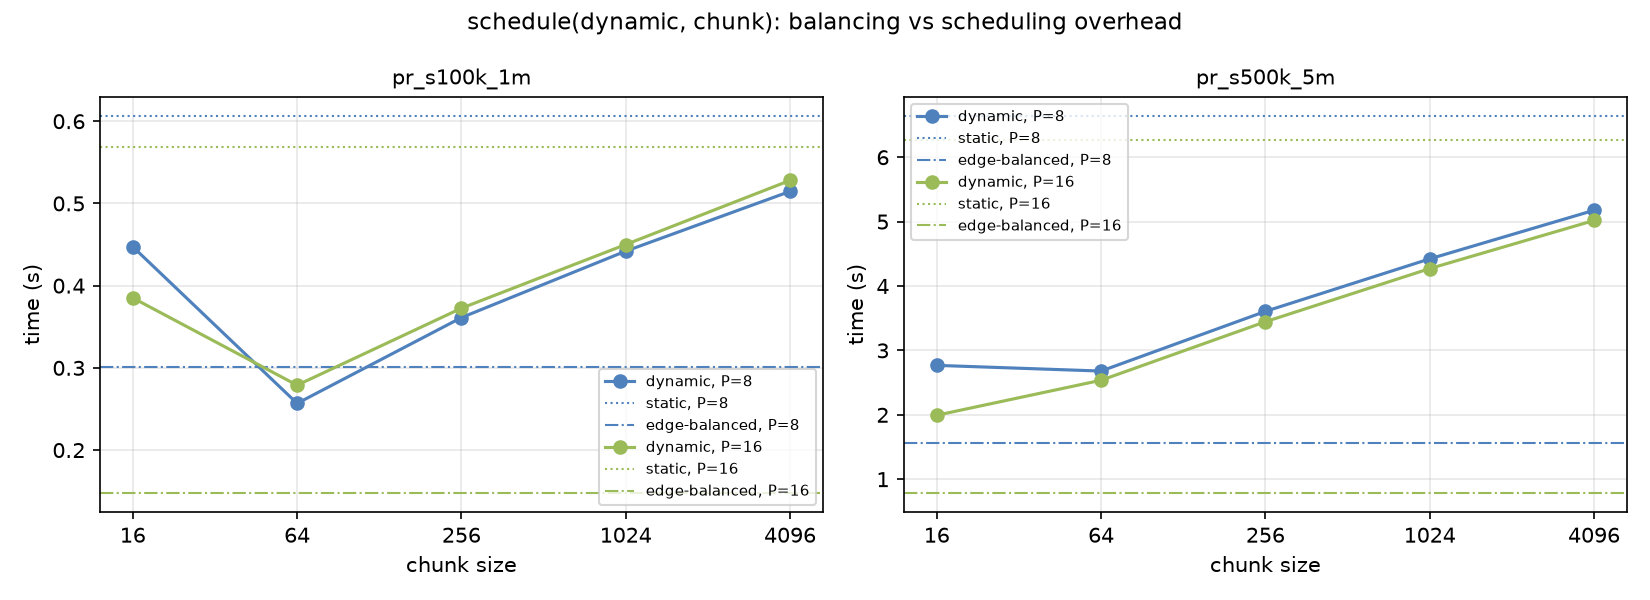 schedule(dynamic, chunk): balancing vs scheduling overhead
pr_s100k_1m
time (s)
0.6
0.5
0.4
0.3
0.2
16
64
256
1024
4096
chunk size
dynamic, P=8
static, P=8
edge-balanced, P=8
dynamic, P=16
static, P=16
edge-balanced, P=16
pr_s500k_5m
time (s)
6
5
4
3
2
1
16
64
256
1024
4096
chunk size
dynamic, P=8
static, P=8
edge-balanced, P=8
dynamic, P=16
static, P=16
edge-balanced, P=16